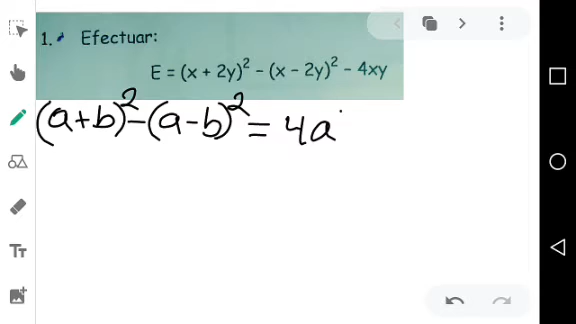 1. Efectuar:
E = (x + 2y)² - (x - 2y)² - 4xy
(a+b)² - (a-b)² = 4a